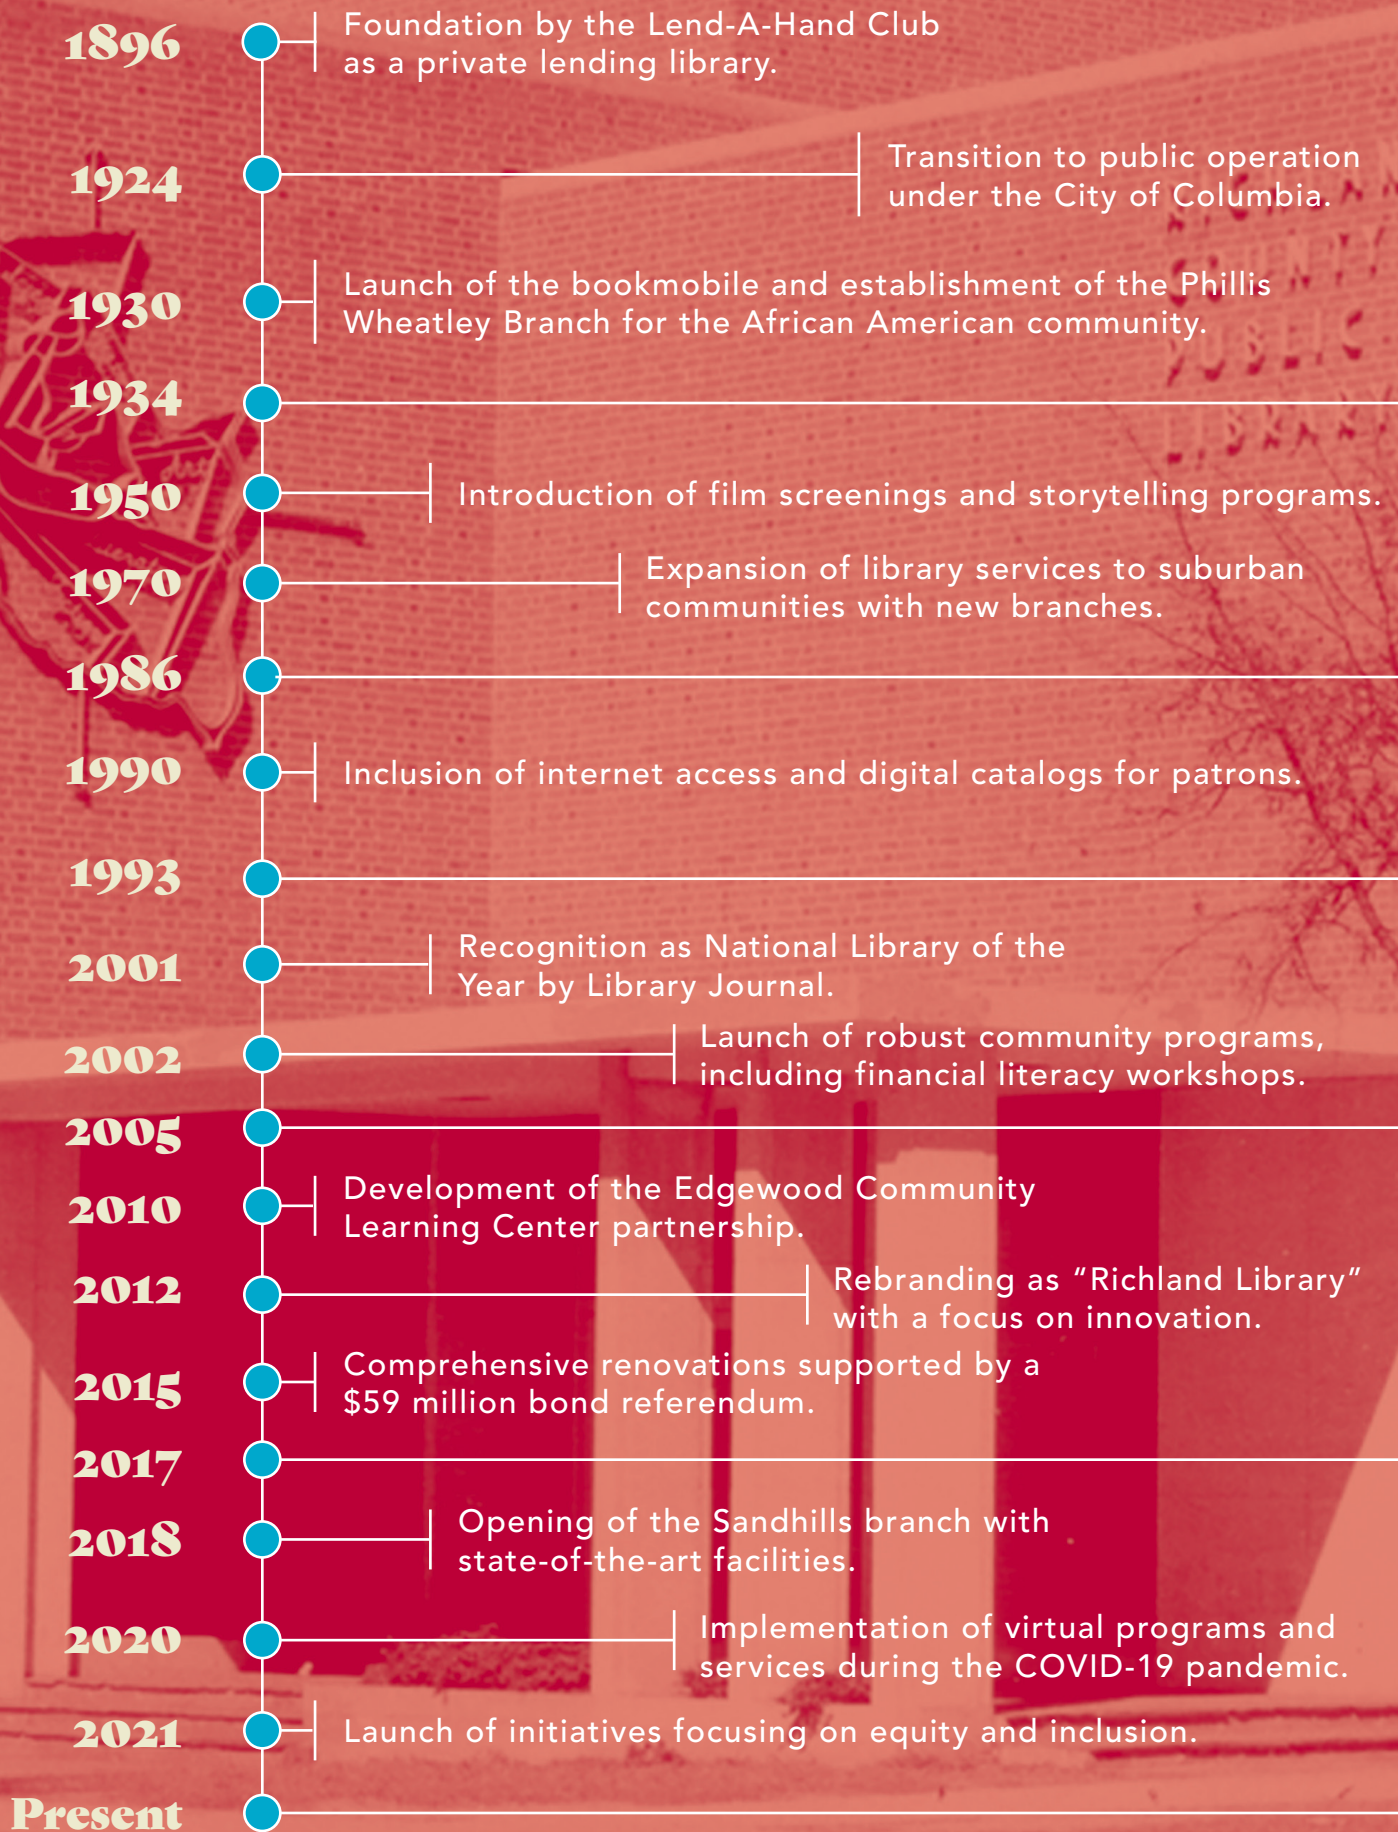 1896
Foundation by the Lend-A-Hand Club
as a private lending library.
1924
Transition to public operation
under the City of Columbia.
1930
Launch of the bookmobile and establishment of the Phillis
Wheatley Branch for the African American community.
1934
1950
Introduction of film screenings and storytelling programs.
1970
Expansion of library services to suburban
communities with new branches.
1986
1990
Inclusion of internet access and digital catalogs for patrons.
1993
2001
Recognition as National Library of the
Year by Library Journal.
2002
Launch of robust community programs,
including financial literacy workshops.
2005
2010
Development of the Edgewood Community
Learning Center partnership.
2012
Rebranding as “Richland Library”
with a focus on innovation.
2015
Comprehensive renovations supported by a
$59 million bond referendum.
2017
2018
Opening of the Sandhills branch with
state-of-the-art facilities.
2020
Implementation of virtual programs and
services during the COVID-19 pandemic.
2021
Launch of initiatives focusing on equity and inclusion.
Present
PUBLIC